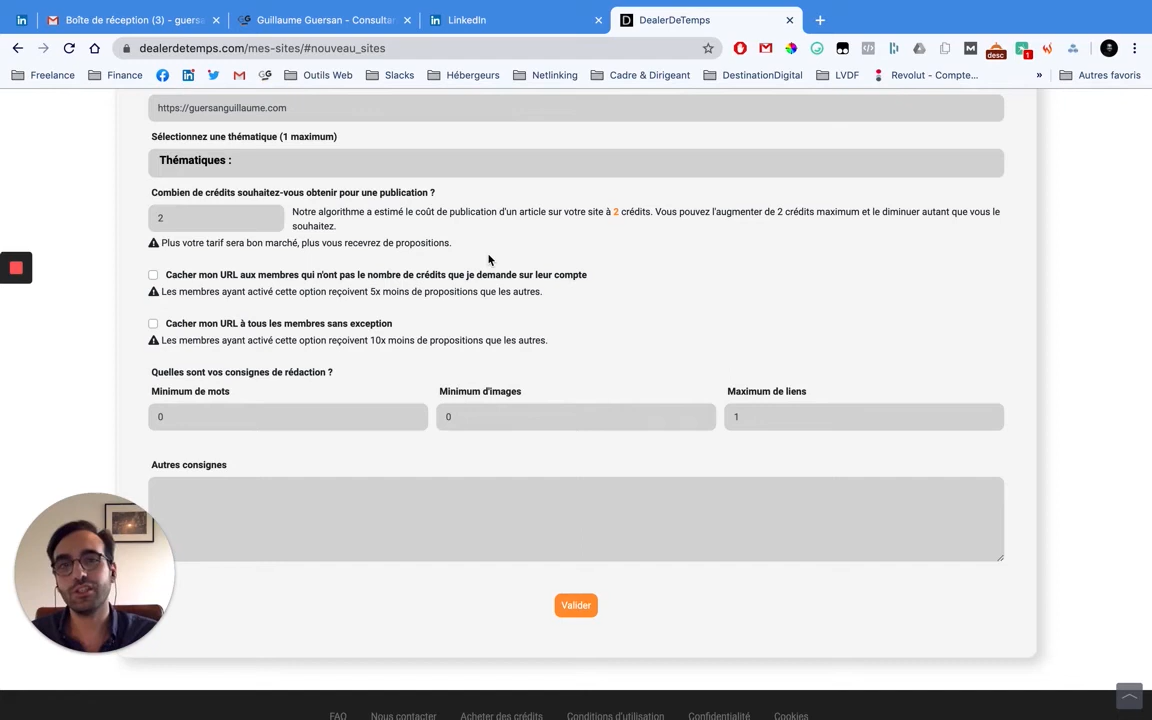 Boîte de réception (3) - guersa
Guillaume Guersan - Consultan
LinkedIn
DealerDeTemps
dealerdetemps.com/mes-sites/#nouveau_sites
desc
1
Freelance
Finance
Outils Web
Slacks
Hébergeurs
Netlinking
Cadre & Dirigeant
DestinationDigital
LVDF
Revolut - Compte...
»
Autres favoris
https://guersanguillaume.com
Sélectionnez une thématique (1 maximum)
Thématiques :
Combien de crédits souhaitez-vous obtenir pour une publication ?
2
Notre algorithme a estimé le coût de publication d'un article sur votre site à 2 crédits. Vous pouvez l'augmenter de 2 crédits maximum et le diminuer autant que vous le
souhaitez.
Plus votre tarif sera bon marché, plus vous recevrez de propositions.
Cacher mon URL aux membres qui n'ont pas le nombre de crédits que je demande sur leur compte
Les membres ayant activé cette option reçoivent 5x moins de propositions que les autres.
Cacher mon URL à tous les membres sans exception
Les membres ayant activé cette option reçoivent 10x moins de propositions que les autres.
Quelles sont vos consignes de rédaction ?
Minimum de mots
Minimum d'images
Maximum de liens
0
0
1
Autres consignes
Valider
FAQ
Nous contacter
Acheter des crédits
Conditions d'utilisation
Confidentialité
Cookies